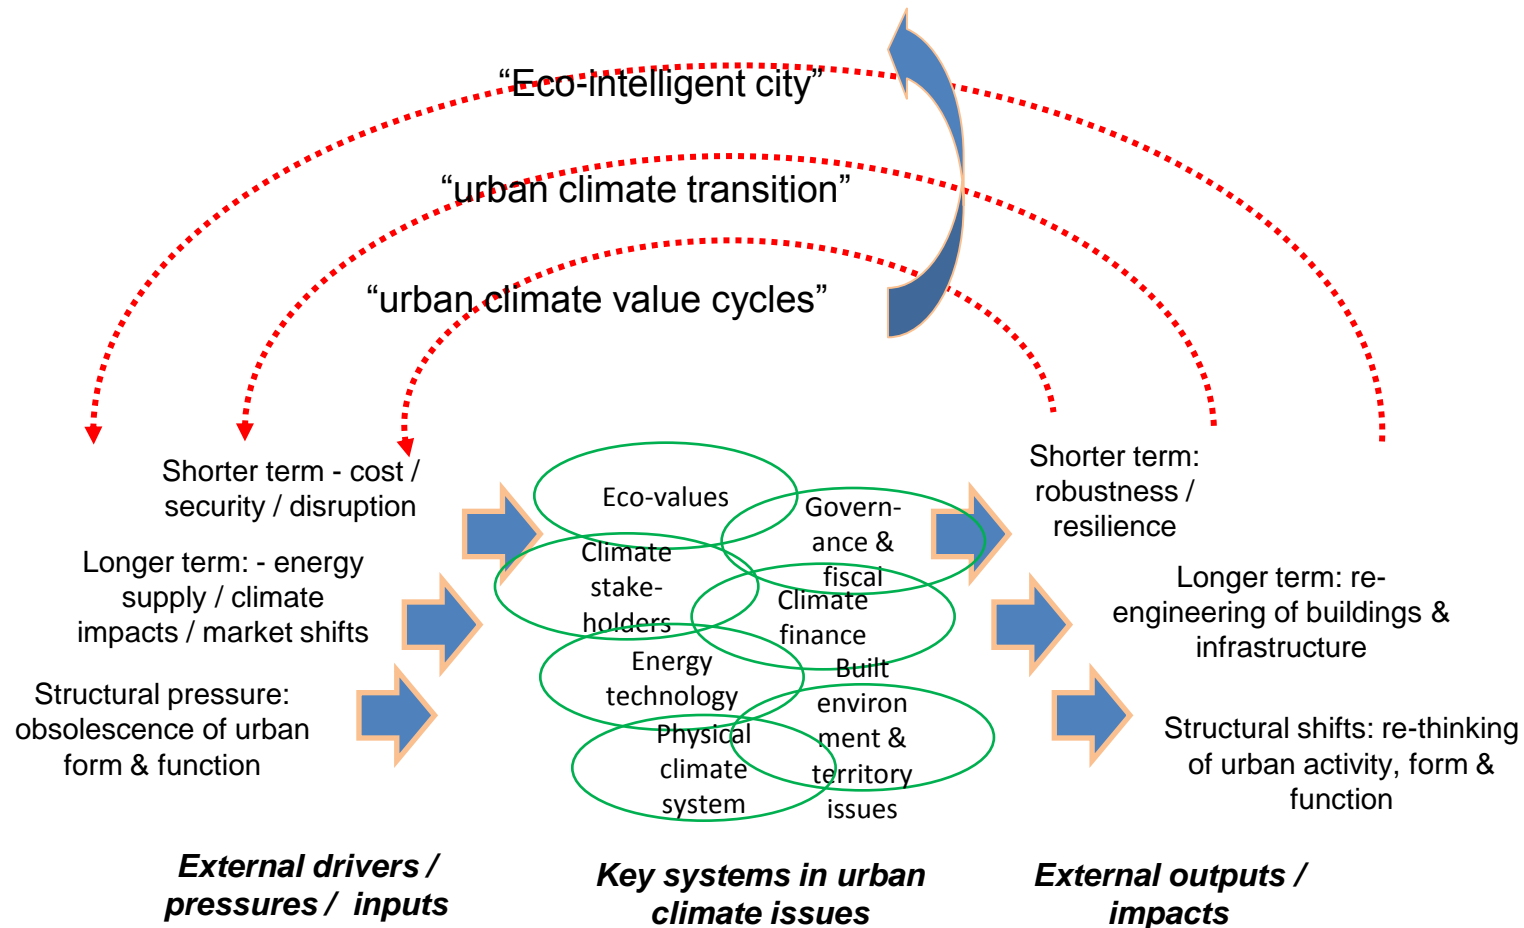 “Eco-intelligent city”
“urban climate transition”
“urban climate value cycles”
Shorter term - cost /
security / disruption
Longer term: - energy
supply / climate
impacts / market shifts
Structural pressure:
obsolescence of urban
form & function
Eco-values
Climate
stake-
holders
Energy
technology
Physical
climate
system
Govern-
ance &
fiscal
Climate
finance
Built
environ
ment &
territory
issues
Shorter term:
robustness /
resilience
Longer term: re-
engineering of buildings &
infrastructure
Structural shifts: re-thinking
of urban activity, form &
function
External drivers /
pressures / inputs
Key systems in urban
climate issues
External outputs /
impacts